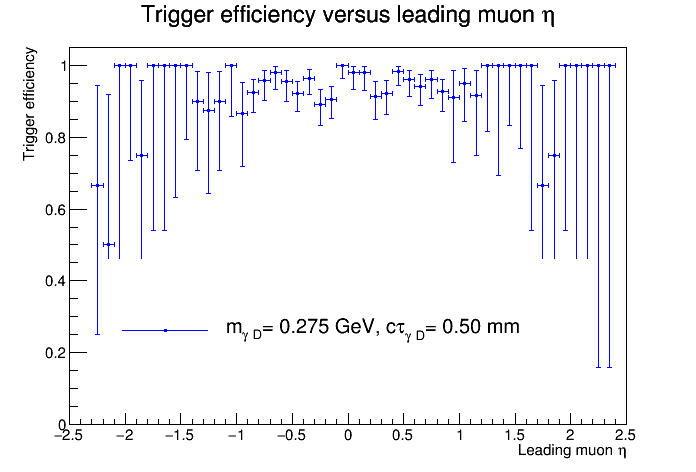 Trigger efficiency versus leading muon η
Trigger efficiency
1
0.8
0.6
0.4
0.2
0
m_γ D= 0.275 GeV, cτ_γ D= 0.50 mm
−2.5 −2 −1.5 −1 −0.5 0 0.5 1 1.5 2 2.5
Leading muon η